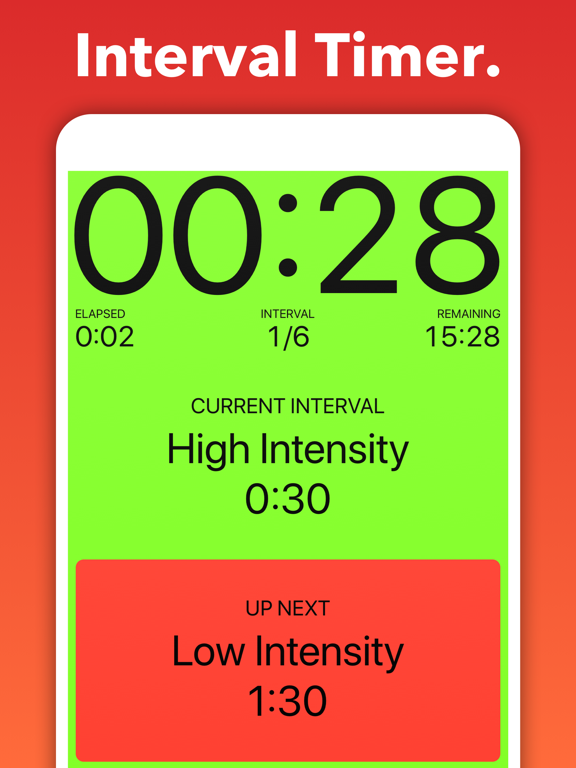 Interval Timer.
00:28
ELAPSED INTERVAL REMAINING
0:02 1/6 15:28
CURRENT INTERVAL
High Intensity
0:30
UP NEXT
Low Intensity
1:30